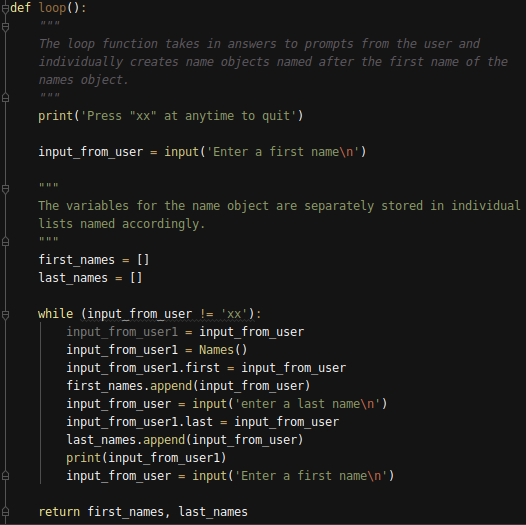 def loop():
    """
    The loop function takes in answers to prompts from the user and
    individually creates name objects named after the first name of the
    names object.
    """
    print('Press "xx" at anytime to quit')

    input_from_user = input('Enter a first name\n')

    """
    The variables for the name object are separately stored in individual
    lists named accordingly.
    """
    first_names = []
    last_names = []

    while (input_from_user != 'xx'):
        input_from_user1 = input_from_user
        input_from_user1 = Names()
        input_from_user1.first = input_from_user
        first_names.append(input_from_user)
        input_from_user = input('enter a last name\n')
        input_from_user1.last = input_from_user
        last_names.append(input_from_user)
        print(input_from_user1)
        input_from_user = input('Enter a first name\n')

    return first_names, last_names